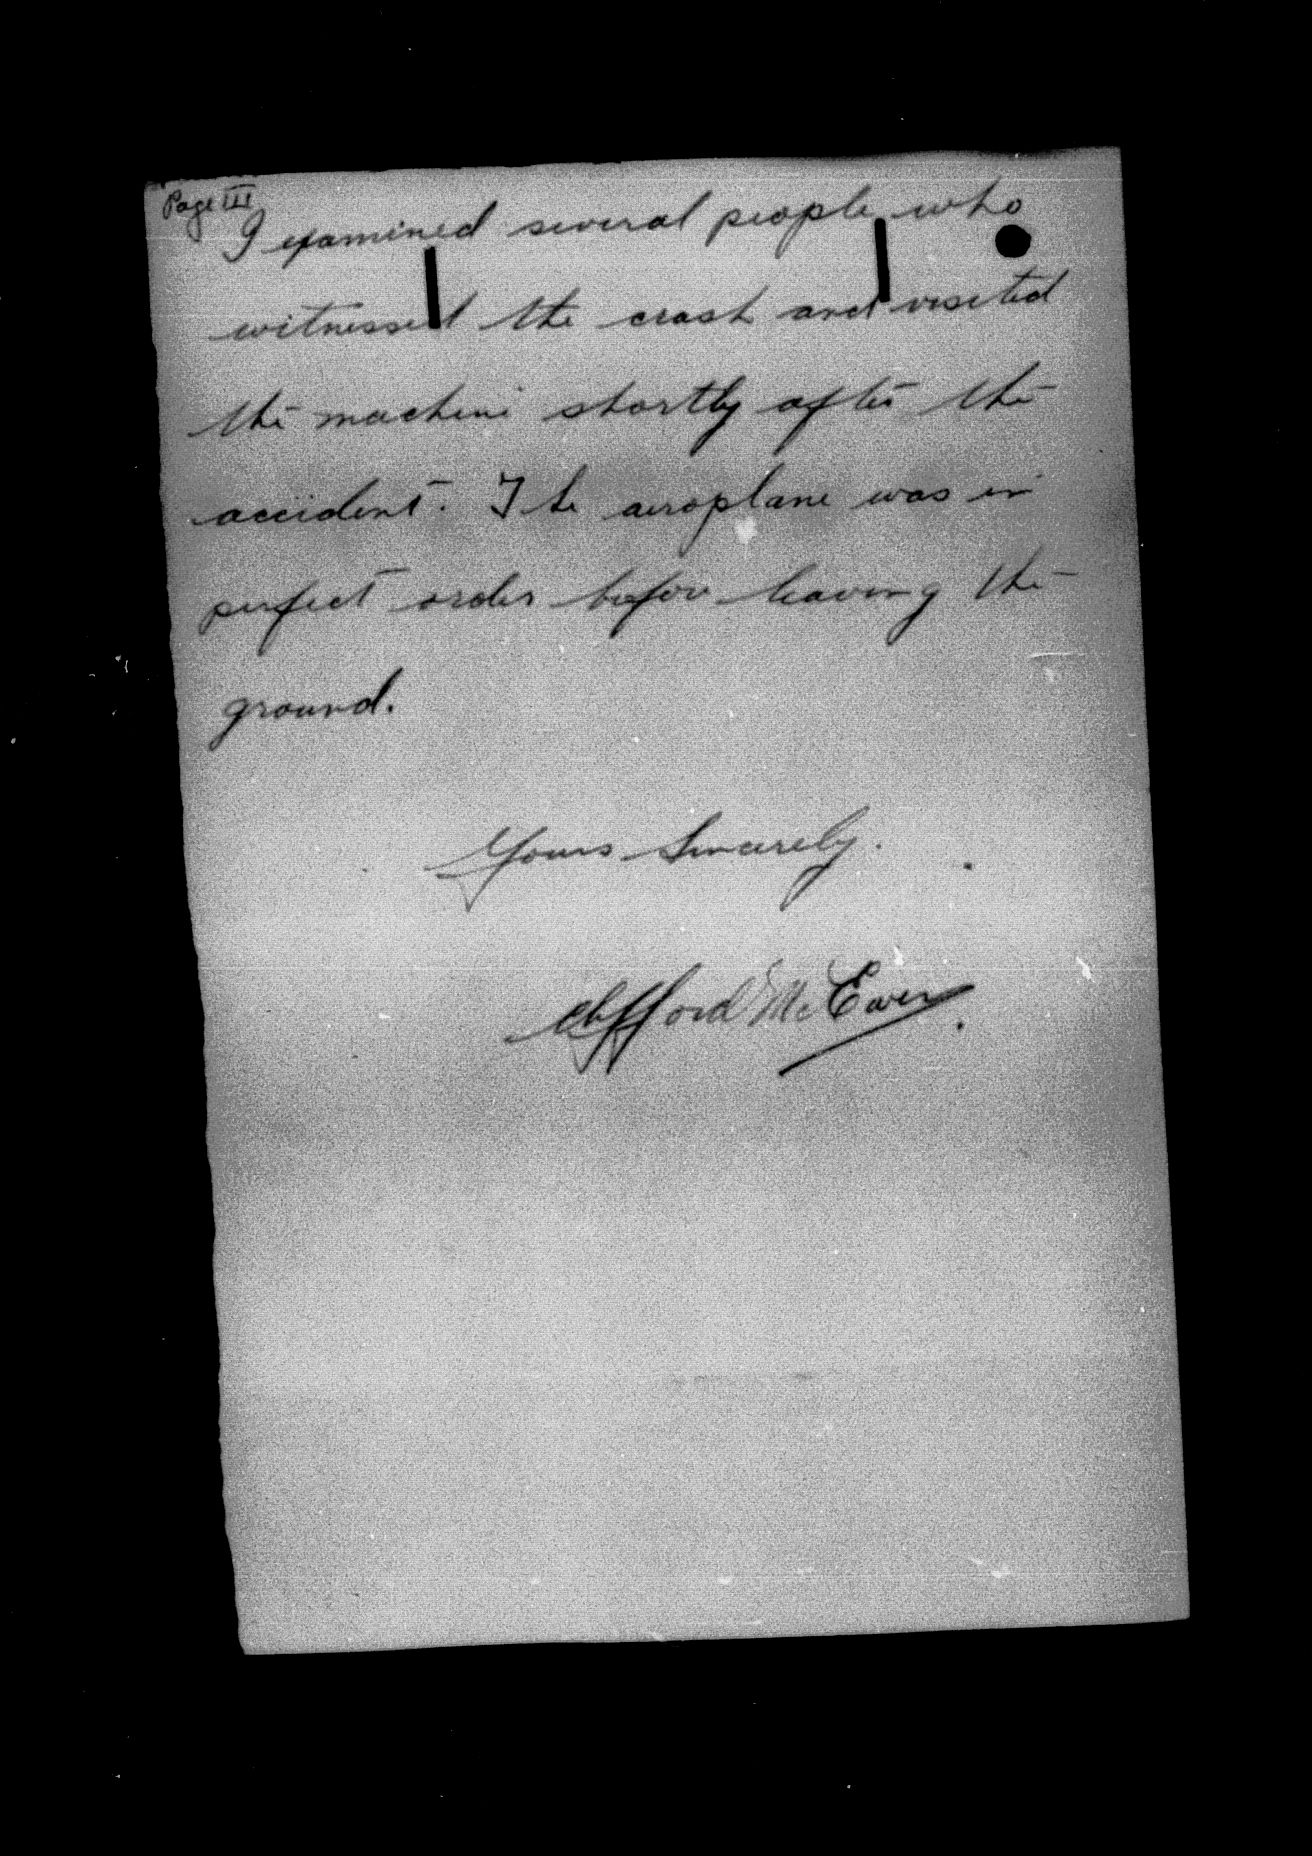 Page III
I examined several people who
witnessed the crash and visited
the machine shortly after the
accident. The aeroplane was in
perfect order before leaving the
ground.
Yours Sincerely.
Clifford McEwen.